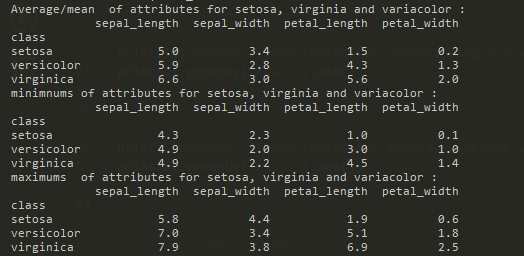 Average/mean  of attributes for setosa, virginia and variacolor :
            sepal_length  sepal_width  petal_length  petal_width
class
setosa               5.0          3.4           1.5          0.2
versicolor           5.9          2.8           4.3          1.3
virginica            6.6          3.0           5.6          2.0
minimnums of attributes for setosa, virginia and variacolor :
            sepal_length  sepal_width  petal_length  petal_width
class
setosa               4.3          2.3           1.0          0.1
versicolor           4.9          2.0           3.0          1.0
virginica            4.9          2.2           4.5          1.4
maximums  of attributes for setosa, virginia and variacolor :
            sepal_length  sepal_width  petal_length  petal_width
class
setosa               5.8          4.4           1.9          0.6
versicolor           7.0          3.4           5.1          1.8
virginica            7.9          3.8           6.9          2.5